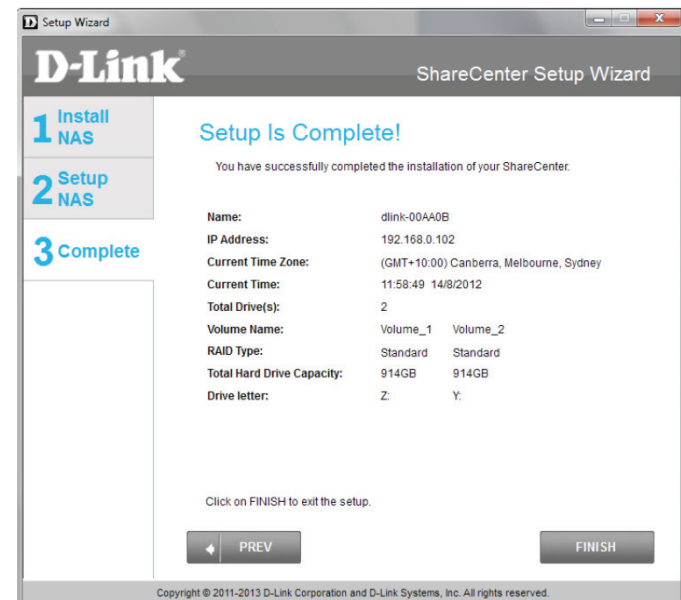 Setup Wizard
D-Link
ShareCenter Setup Wizard
1 Install
NAS
2 Setup
NAS
3 Complete
Setup Is Complete!
You have successfully completed the installation of your ShareCenter.
Name: dlink-00AA0B
IP Address: 192.168.0.102
Current Time Zone: (GMT+10:00) Canberra, Melbourne, Sydney
Current Time: 11:58:49 14/8/2012
Total Drive(s): 2
Volume Name: Volume_1 Volume_2
RAID Type: Standard Standard
Total Hard Drive Capacity: 914GB 914GB
Drive letter: Z: Y:
Click on FINISH to exit the setup.
PREV FINISH
Copyright © 2011-2013 D-Link Corporation and D-Link Systems, Inc. All rights reserved.